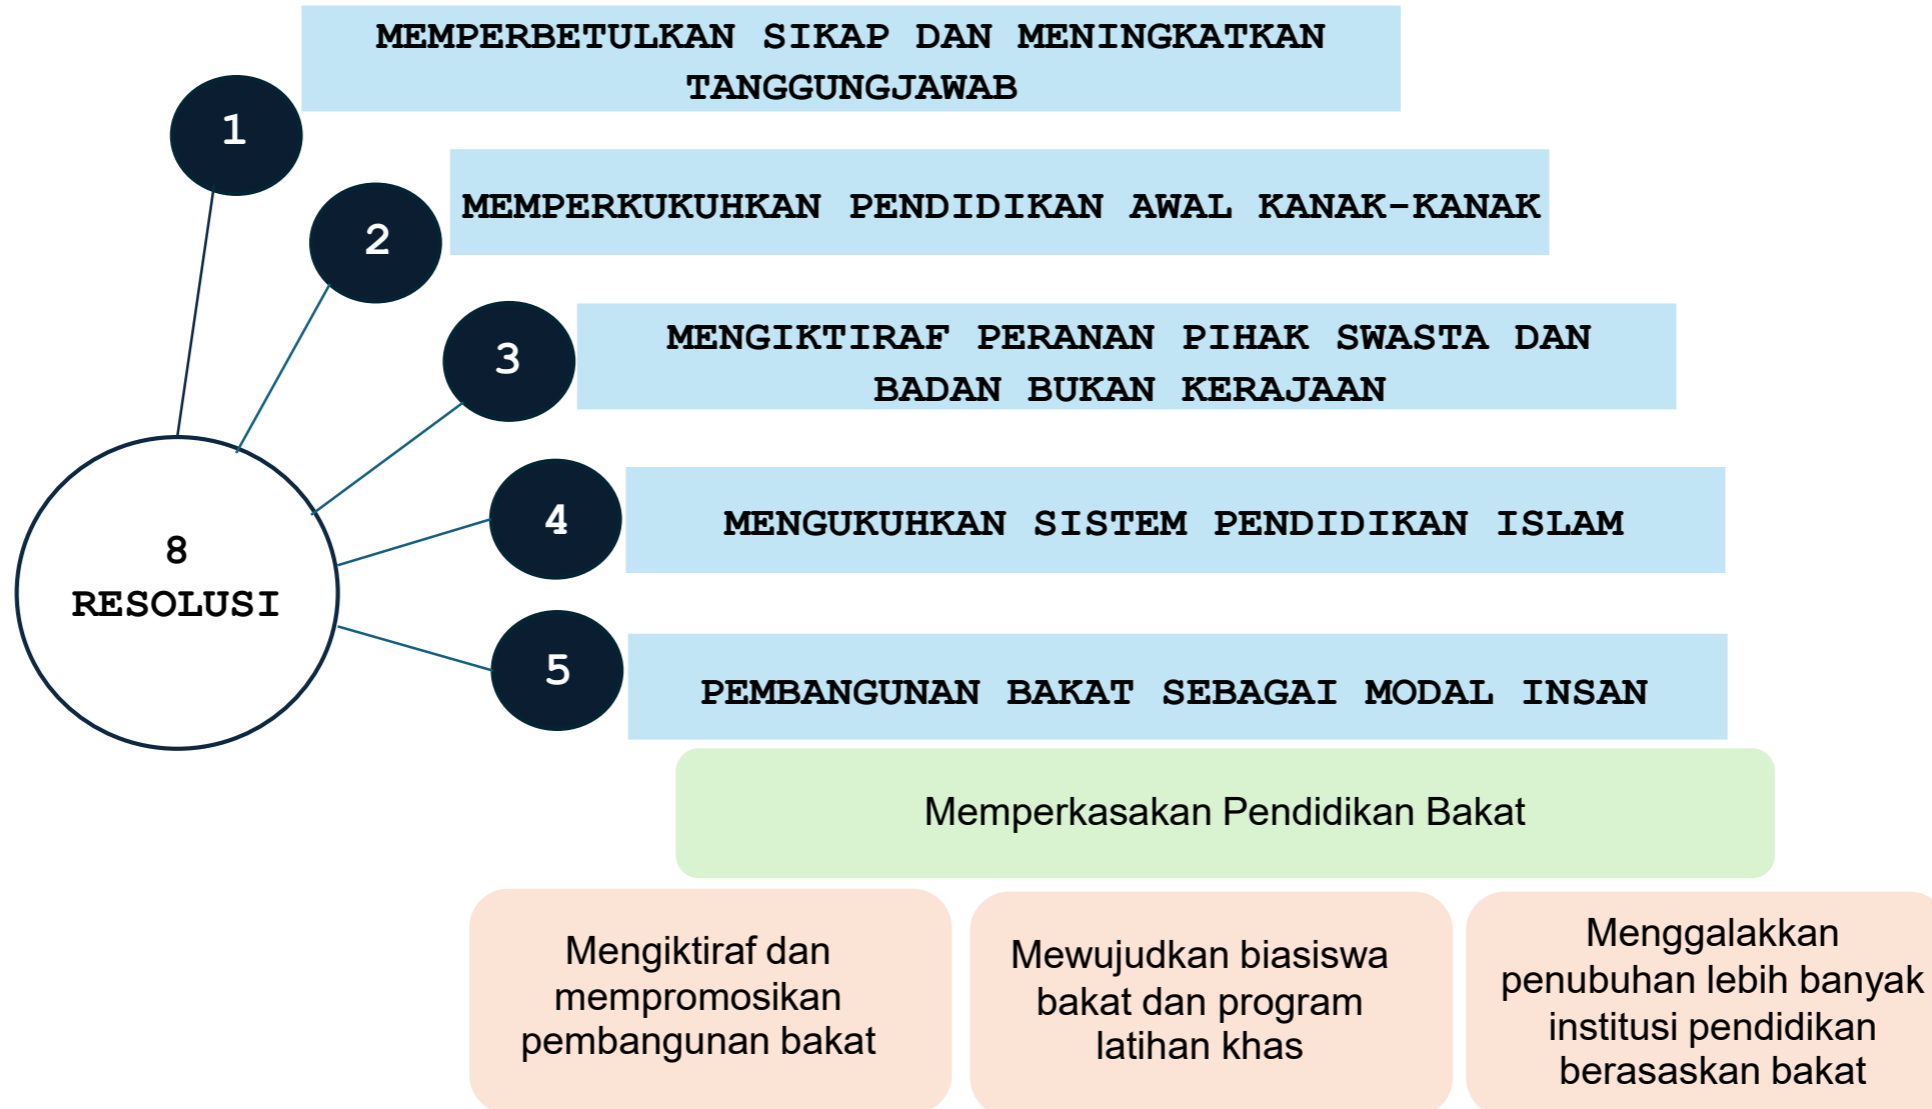 MEMPERBETULKAN SIKAP DAN MENINGKATKAN
TANGGUNGJAWAB
1
MEMPERKUKUHKAN PENDIDIKAN AWAL KANAK-KANAK
2
MENGIKTIRAF PERANAN PIHAK SWASTA DAN
BADAN BUKAN KERAJAAN
3
MENGUKUHKAN SISTEM PENDIDIKAN ISLAM
4
8
RESOLUSI
5
PEMBANGUNAN BAKAT SEBAGAI MODAL INSAN
Memperkasakan Pendidikan Bakat
Mengiktiraf dan
mempromosikan
pembangunan bakat
Mewujudkan biasiswa
bakat dan program
latihan khas
Menggalakkan
penubuhan lebih banyak
institusi pendidikan
berasaskan bakat